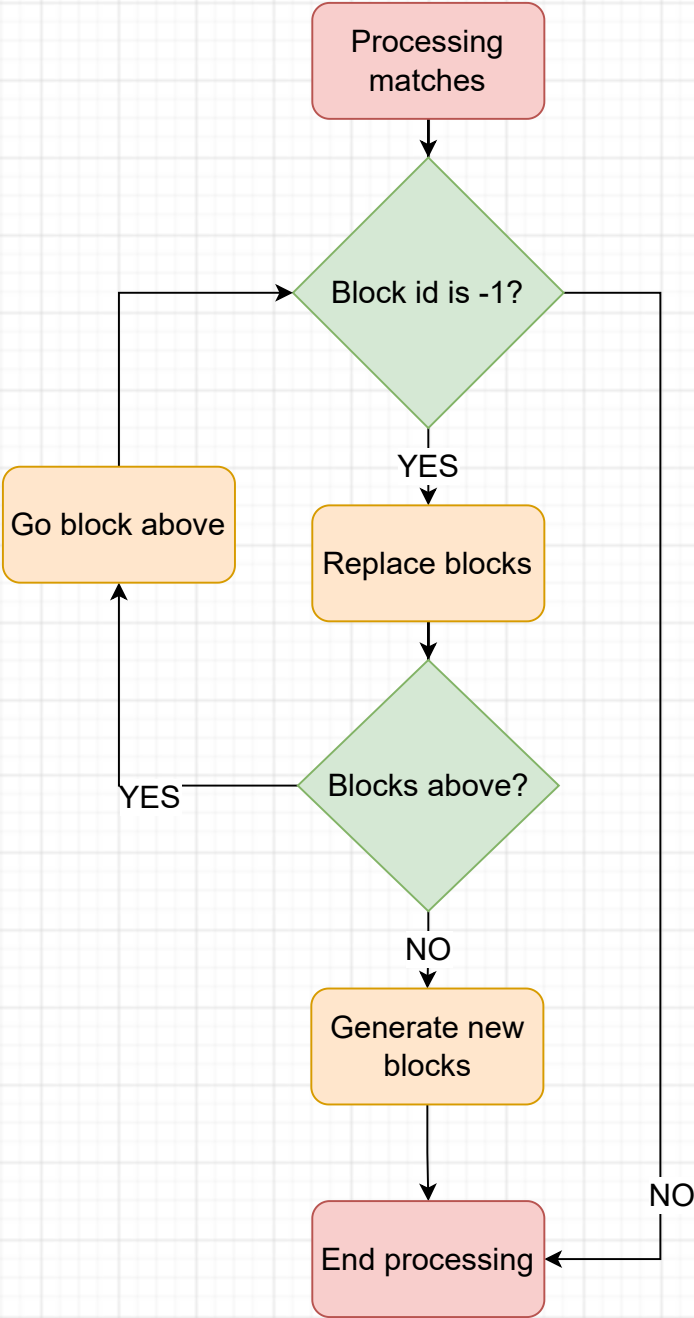 Processing
matches
Block id is -1?
YES
Go block above
Replace blocks
Blocks above?
YES
NO
Generate new
blocks
NO
End processing